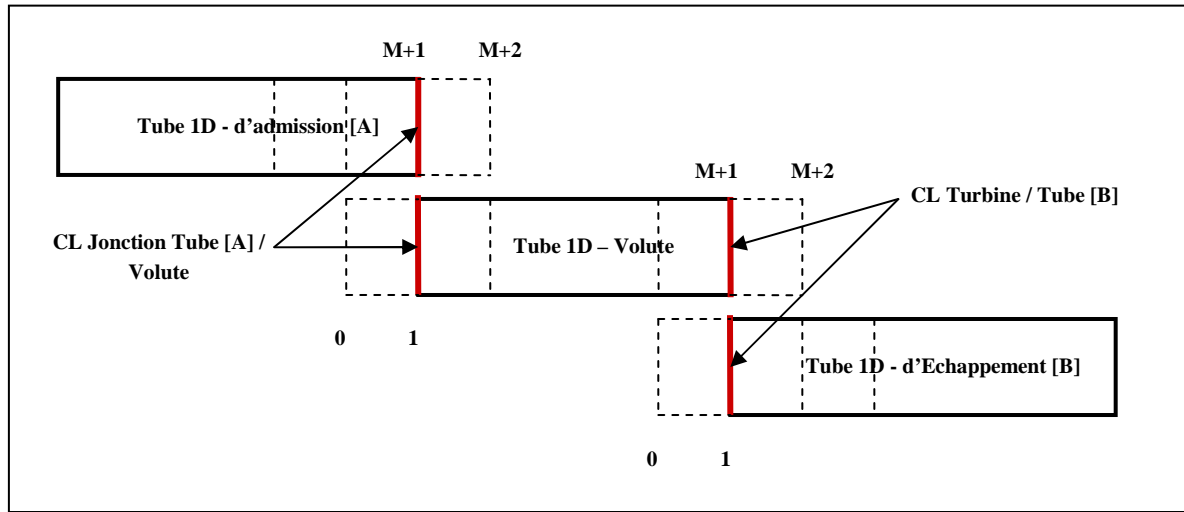 M+1
M+2
Tube 1D - d'admission [A]
M+1
M+2
CL Turbine / Tube [B]
CL Jonction Tube [A] /
Volute
Tube 1D – Volute
0
1
Tube 1D - d'Echappement [B]
0
1